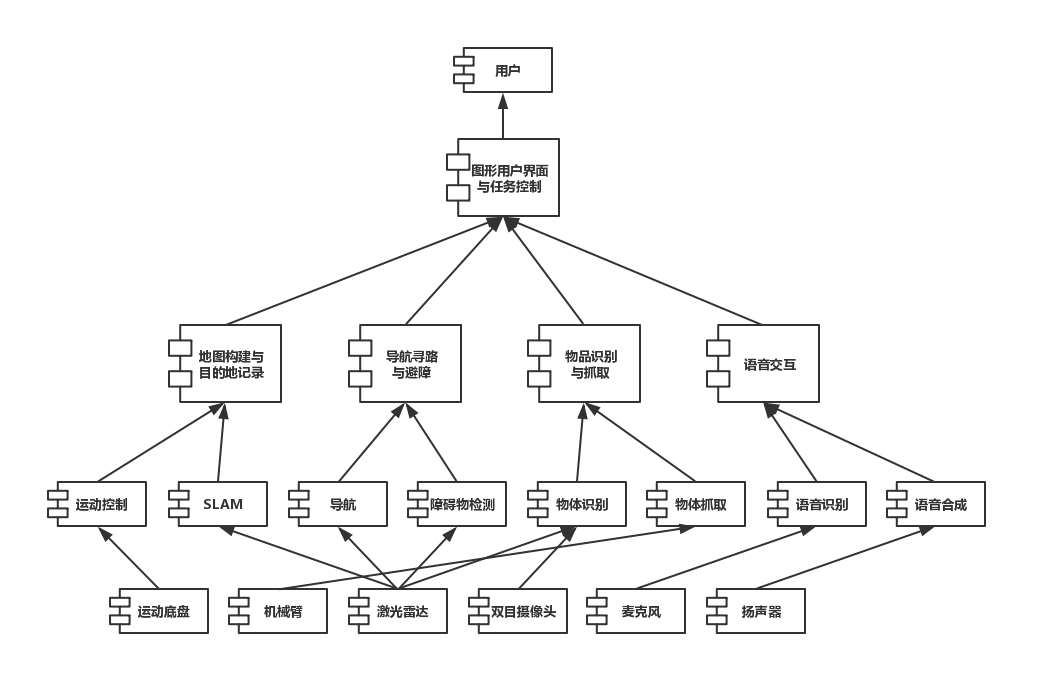 用户
图形用户界面
与任务控制
地图构建与
目的地记录
导航寻路
与避障
物品识别
与抓取
语音交互
运动控制
SLAM
导航
障碍物检测
物体识别
物体抓取
语音识别
语音合成
运动底盘
机械臂
激光雷达
双目摄像头
麦克风
扬声器